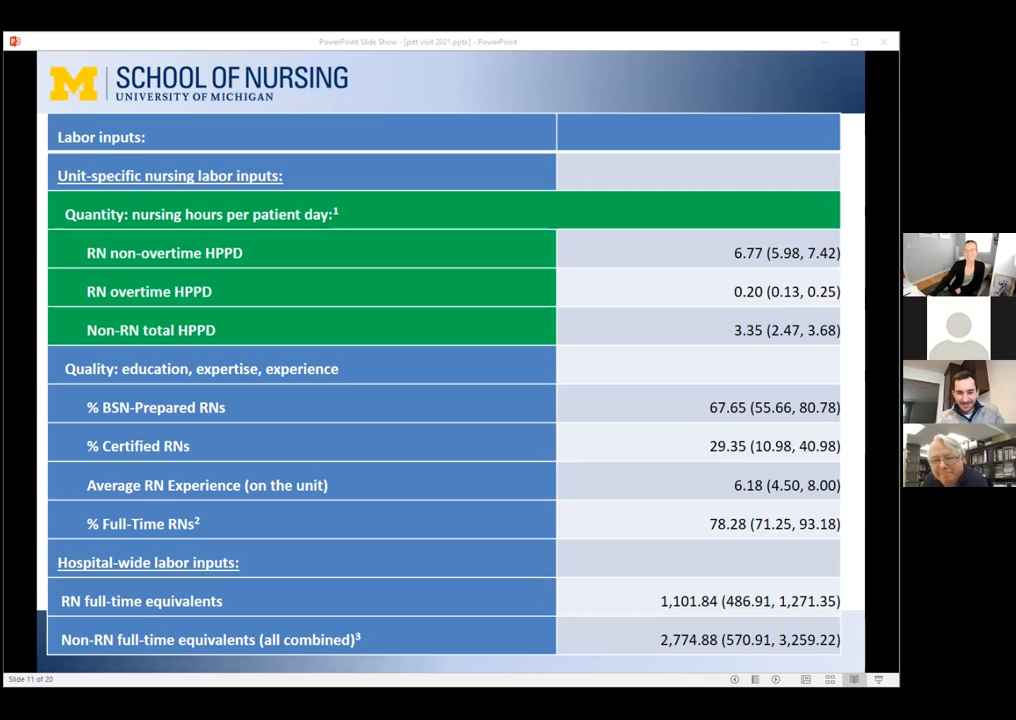 PowerPoint Slide Show - [pitt visit 2021.pptx] - PowerPoint
M SCHOOL OF NURSING
UNIVERSITY OF MICHIGAN
Labor inputs:
Unit-specific nursing labor inputs:
Quantity: nursing hours per patient day:¹
RN non-overtime HPPD 6.77 (5.98, 7.42)
RN overtime HPPD 0.20 (0.13, 0.25)
Non-RN total HPPD 3.35 (2.47, 3.68)
Quality: education, expertise, experience
% BSN-Prepared RNs 67.65 (55.66, 80.78)
% Certified RNs 29.35 (10.98, 40.98)
Average RN Experience (on the unit) 6.18 (4.50, 8.00)
% Full-Time RNs² 78.28 (71.25, 93.18)
Hospital-wide labor inputs:
RN full-time equivalents 1,101.84 (486.91, 1,271.35)
Non-RN full-time equivalents (all combined)³ 2,774.88 (570.91, 3,259.22)
Slide 11 of 20